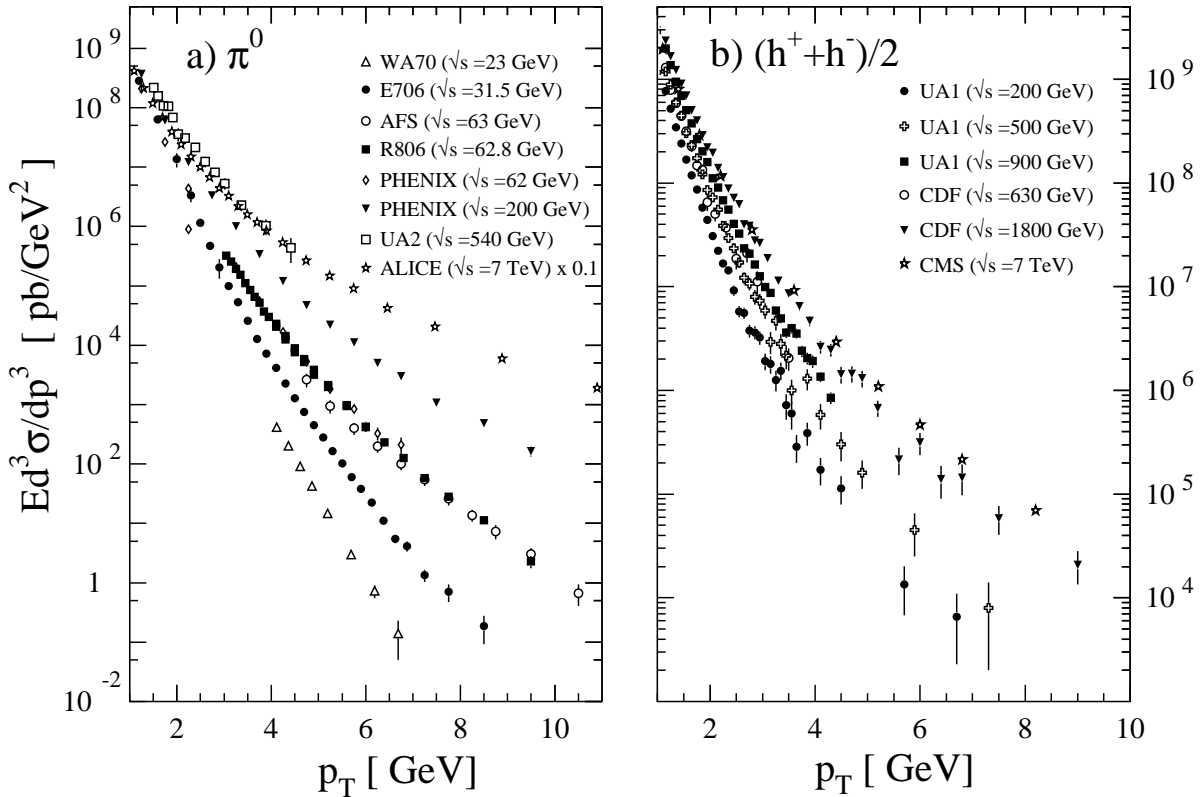 a) π⁰
WA70 (√s =23 GeV)
E706 (√s =31.5 GeV)
AFS (√s =63 GeV)
R806 (√s =62.8 GeV)
PHENIX (√s =62 GeV)
PHENIX (√s =200 GeV)
UA2 (√s =540 GeV)
ALICE (√s =7 TeV) x 0.1
Ed³σ/dp³ [ pb/GeV² ]
10⁹
10⁸
10⁶
10⁴
10²
1
10⁻²
2 4 6 8 10
p_T [ GeV]
b) (h⁺+h⁻)/2
UA1 (√s =200 GeV)
UA1 (√s =500 GeV)
UA1 (√s =900 GeV)
CDF (√s =630 GeV)
CDF (√s =1800 GeV)
CMS (√s =7 TeV)
10⁹
10⁸
10⁷
10⁶
10⁵
10⁴
2 4 6 8 10
p_T [ GeV]